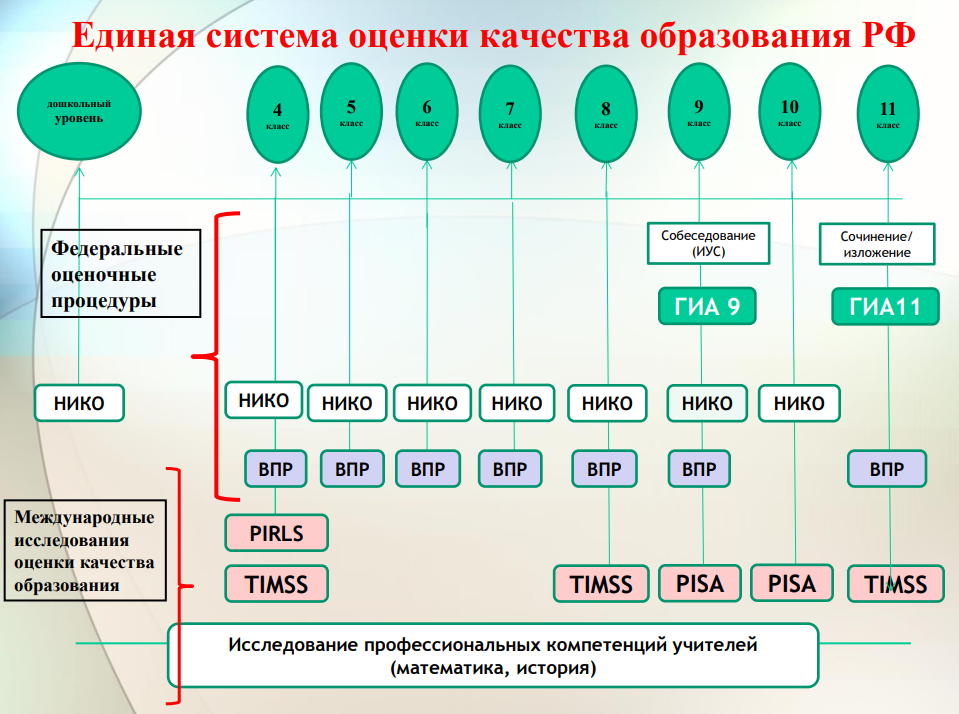 Единая система оценки качества образования РФ
дошкольный
уровень
4
класс
5
класс
6
класс
7
класс
8
класс
9
класс
10
класс
11
класс
Федеральные
оценочные
процедуры
Собеседование
(ИУС)
Сочинение/
изложение
ГИА 9
ГИА11
НИКО
НИКО
НИКО
НИКО
НИКО
НИКО
НИКО
НИКО
ВПР
ВПР
ВПР
ВПР
ВПР
ВПР
ВПР
Международные
исследования
оценки качества
образования
PIRLS
TIMSS
TIMSS
PISA
PISA
TIMSS
Исследование профессиональных компетенций учителей
(математика, история)